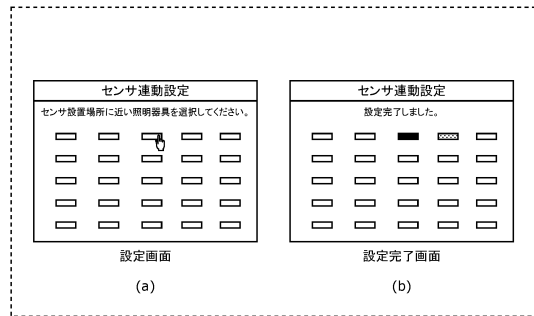 センサ連動設定
センサ設置場所に近い照明器具を選択してください。
設定画面
(a)
センサ連動設定
設定完了しました。
設定完了画面
(b)